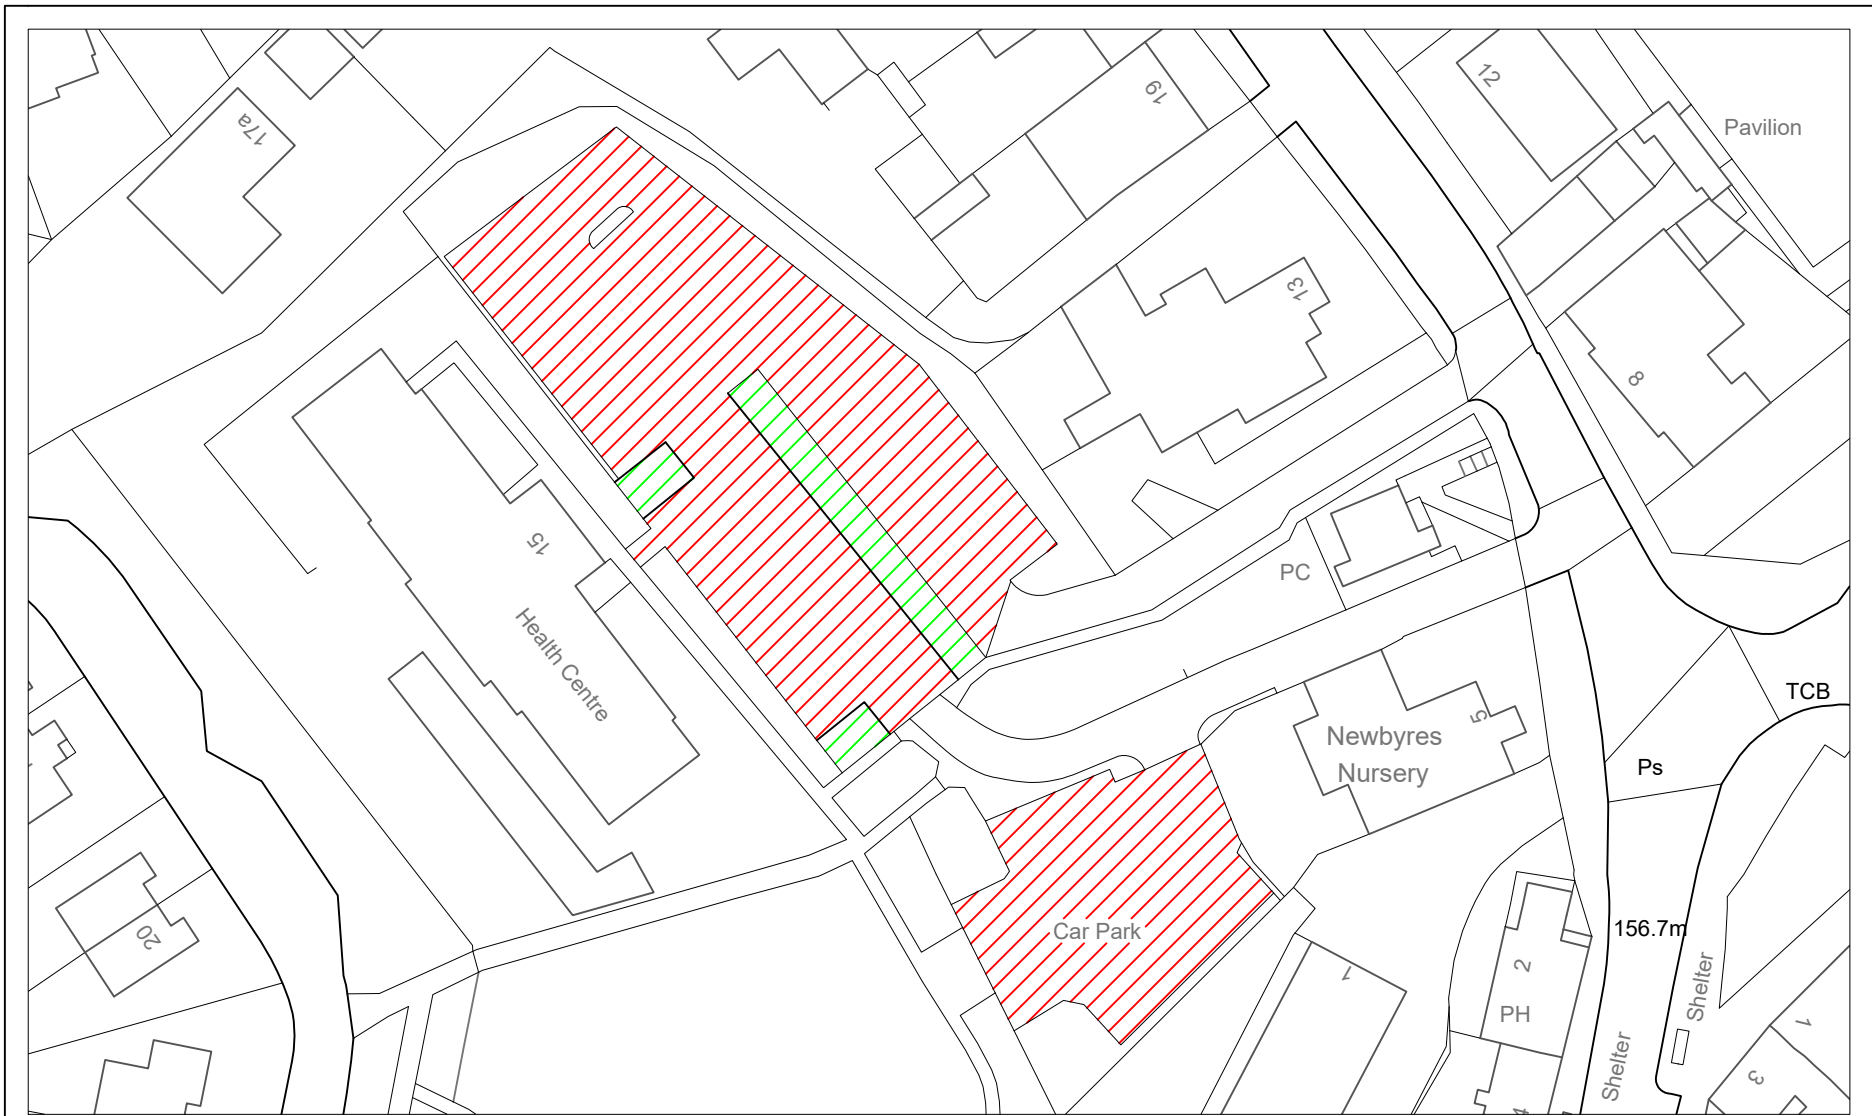 17a
19
12
Pavilion
13
8
15
Health Centre
PC
TCB
Newbyres
Nursery
5
Ps
Car Park
156.7m
20
2
PH
1
Shelter
Shelter
1
3
4